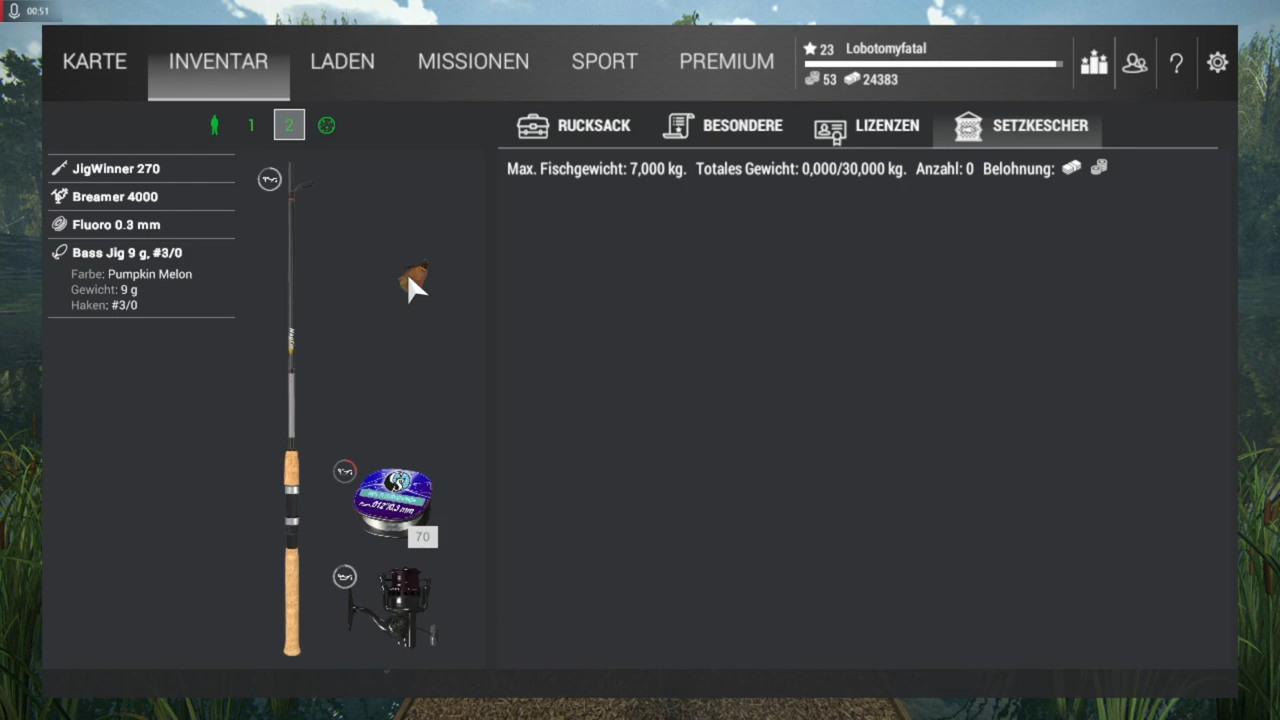 00:51
KARTE INVENTAR LADEN MISSIONEN SPORT PREMIUM
23 Lobotomyfatal
53 24383
1 2
RUCKSACK BESONDERE LIZENZEN SETZKESCHER
Max. Fischgewicht: 7,000 kg. Totales Gewicht: 0,000/30,000 kg. Anzahl: 0 Belohnung:
JigWinner 270
Breamer 4000
Fluoro 0.3 mm
Bass Jig 9 g, #3/0
Farbe: Pumpkin Melon
Gewicht: 9 g
Haken: #3/0
70